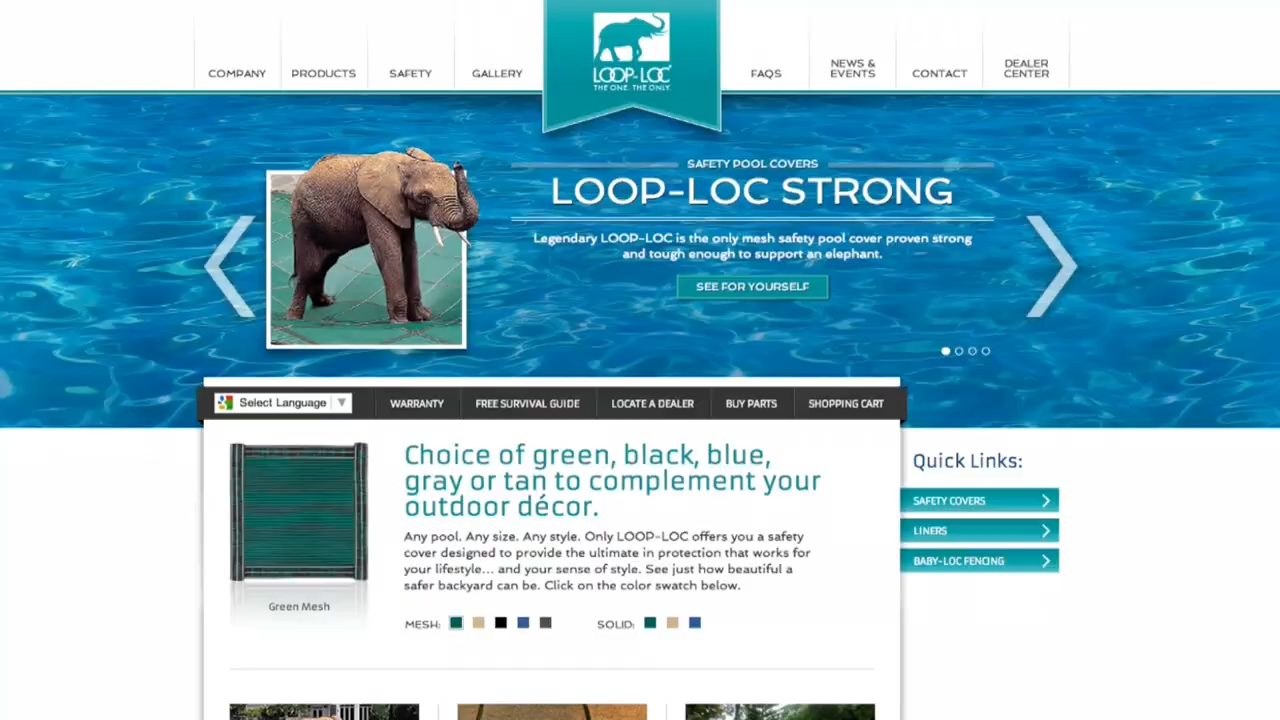 COMPANY
PRODUCTS
SAFETY
GALLERY
LOOP-LOC
THE ONE. THE ONLY.
FAQS
NEWS &
EVENTS
CONTACT
DEALER
CENTER
SAFETY POOL COVERS
LOOP-LOC STRONG
Legendary LOOP-LOC is the only mesh safety pool cover proven strong
and tough enough to support an elephant.
SEE FOR YOURSELF
Select Language
WARRANTY
FREE SURVIVAL GUIDE
LOCATE A DEALER
BUY PARTS
SHOPPING CART
Green Mesh
Choice of green, black, blue,
gray or tan to complement your
outdoor décor.
Any pool. Any size. Any style. Only LOOP-LOC offers you a safety
cover designed to provide the ultimate in protection that works for
your lifestyle... and your sense of style. See just how beautiful a
safer backyard can be. Click on the color swatch below.
MESH:
SOLID:
Quick Links:
SAFETY COVERS
LINERS
BABY-LOC FENCING